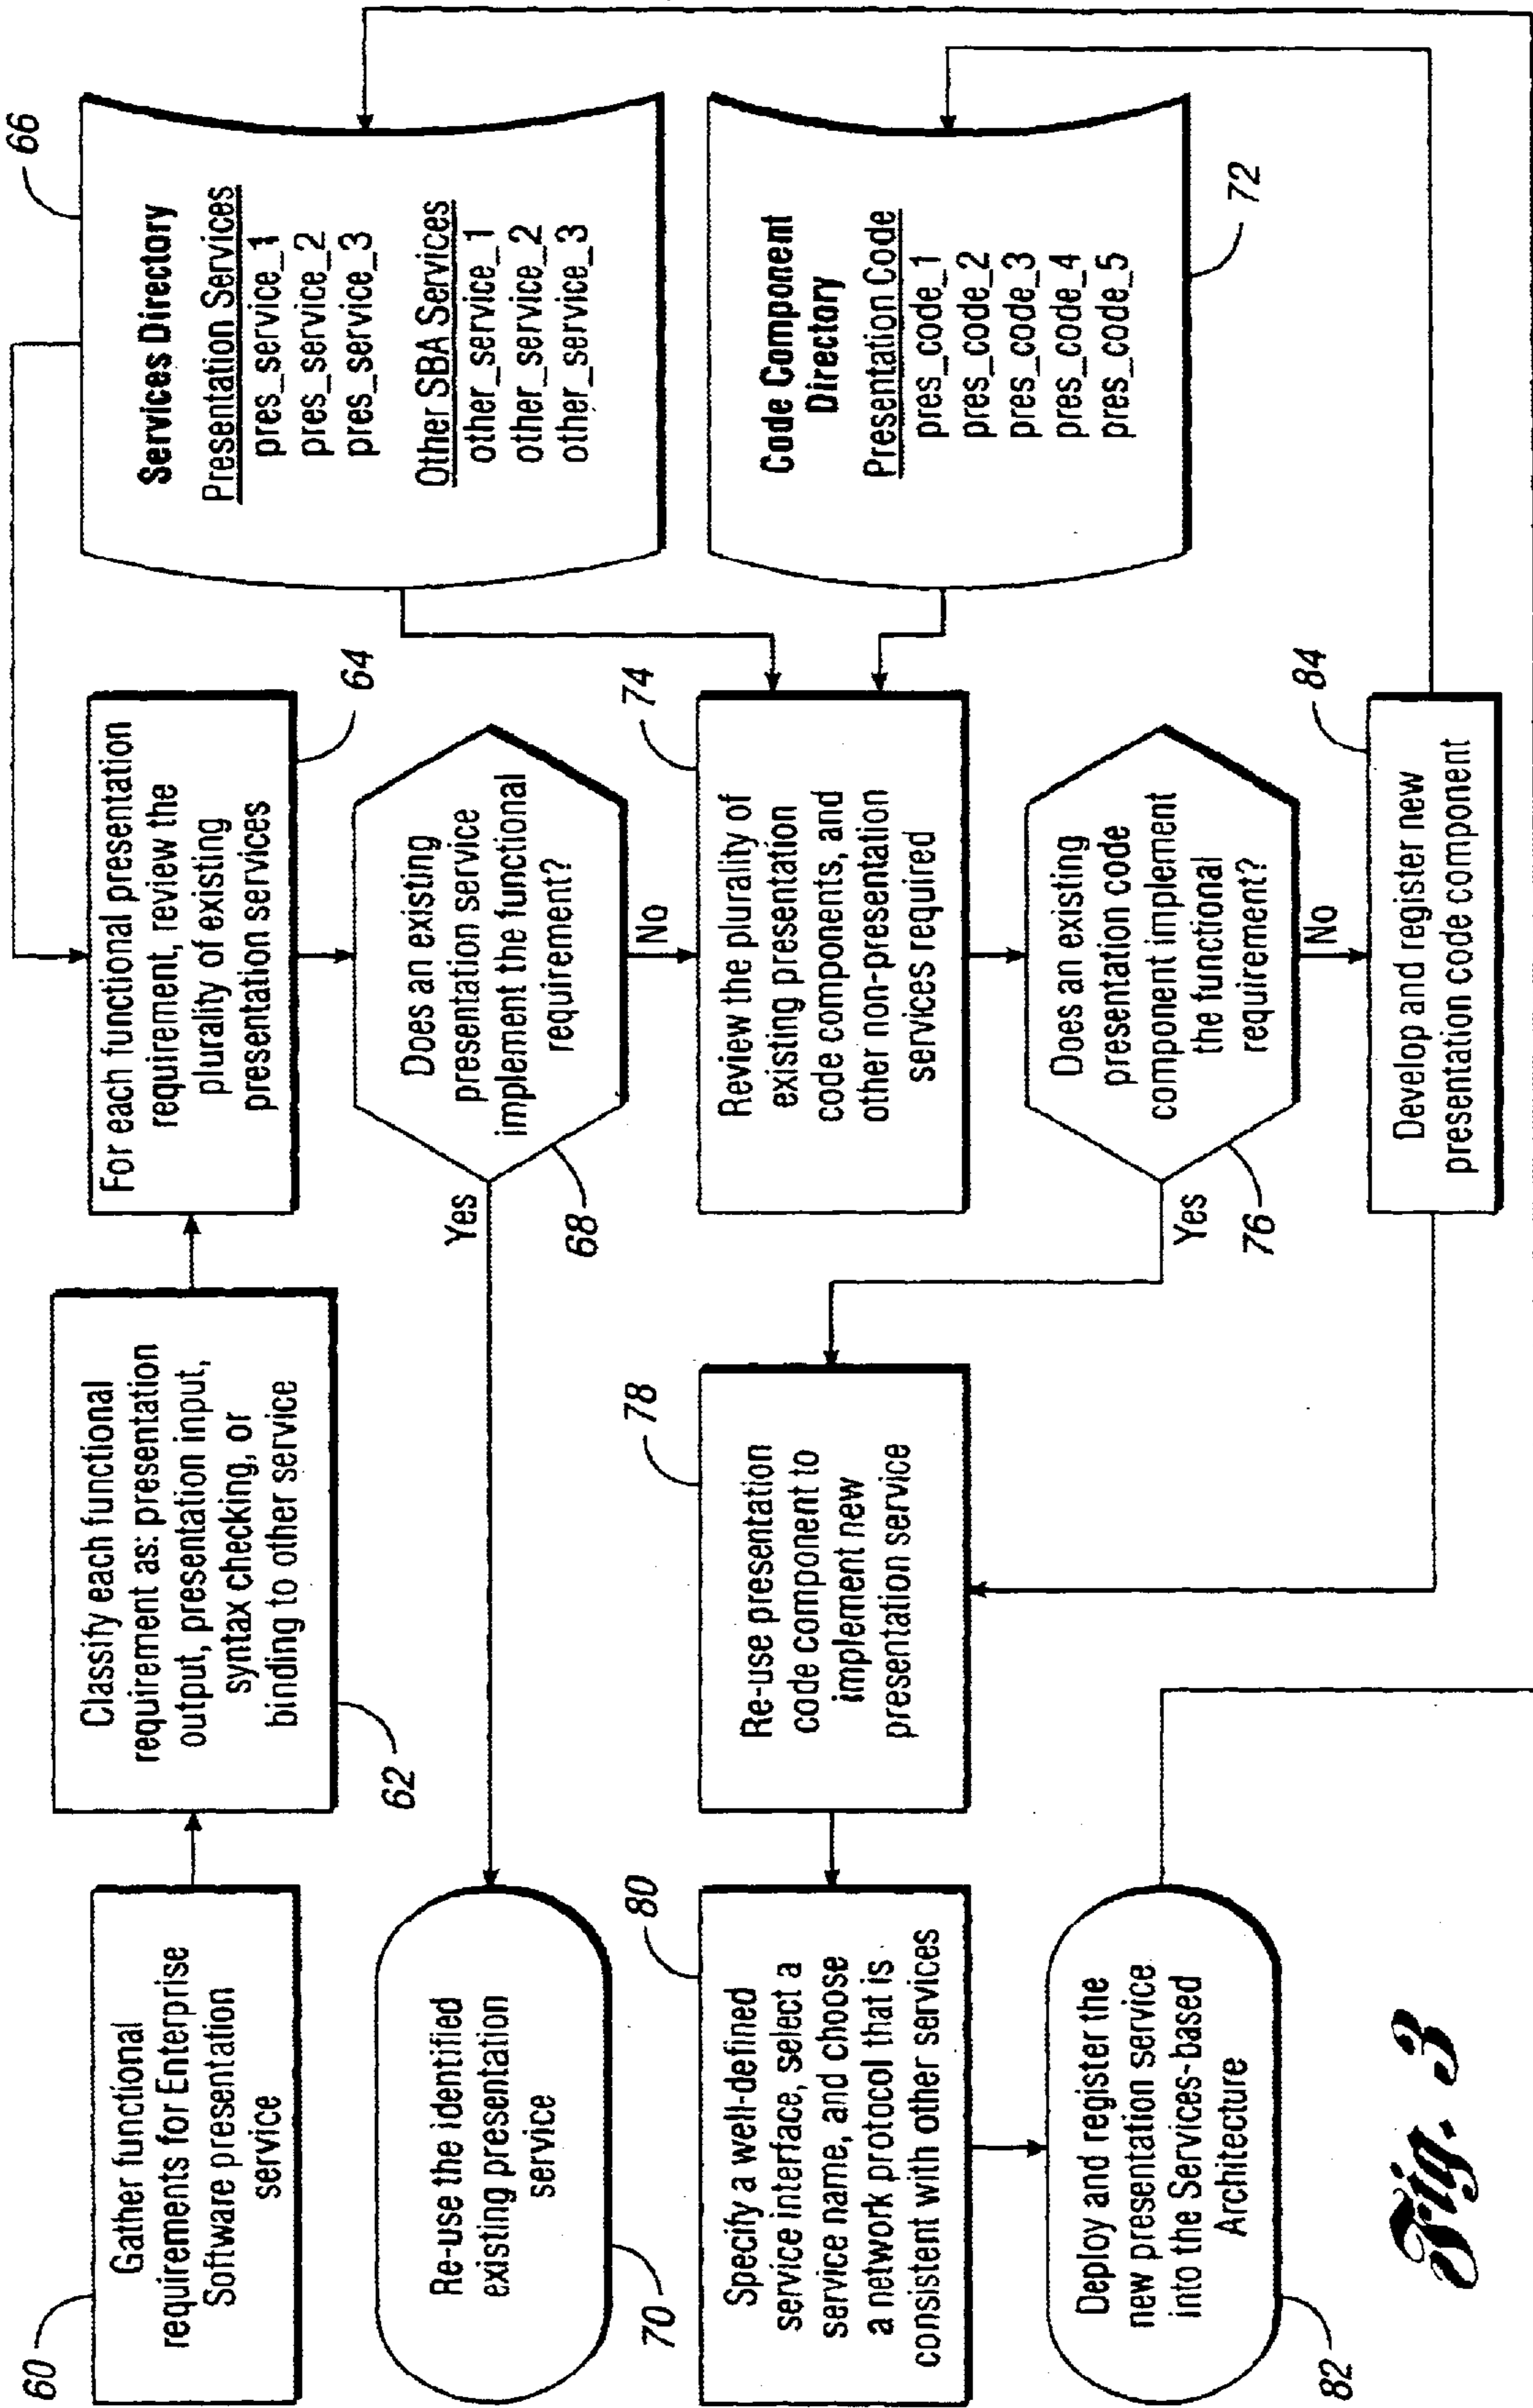 60
Gather functional
requirements for Enterprise
Software presentation
service
Classify each functional
requirement as: presentation
output, presentation input,
syntax checking, or
binding to other service
62
For each functional presentation
requirement, review the
plurality of existing
presentation services
64
66
Services Directory
Presentation Services
pres_service_1
pres_service_2
pres_service_3
Other SBA Services
other_service_1
other_service_2
other_service_3
Re-use the identified
existing presentation
service
70
Yes
Does an existing
presentation service
implement the functional
requirement?
68
No
74
Review the plurality of
existing presentation
code components, and
other non-presentation
services required
Code Component
Directory
Presentation Code
pres_code_1
pres_code_2
pres_code_3
pres_code_4
pres_code_5
72
80
Specify a well-defined
service interface, select a
service name, and choose
a network protocol that is
consistent with other services
78
Re-use presentation
code component to
implement new
presentation service
Yes
Does an existing
presentation code
component implement
the functional
requirement?
76
No
84
Develop and register new
presentation code component
Deploy and register the
new presentation service
into the Services-based
Architecture
82
Fig. 3